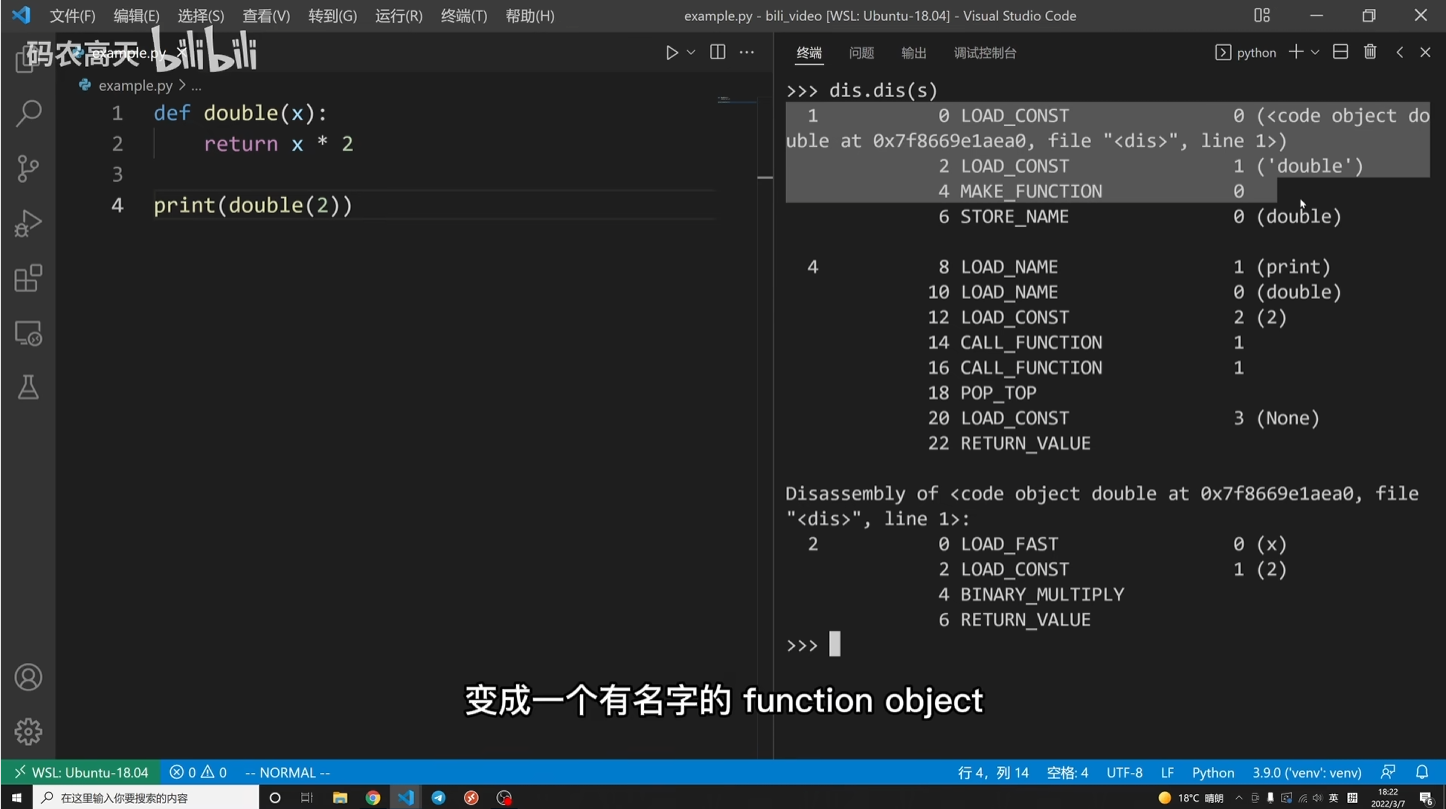 文件(F) 编辑(E) 选择(S) 查看(V) 转到(G) 运行(R) 终端(T) 帮助(H) example.py - bili_video [WSL: Ubuntu-18.04] - Visual Studio Code
码农高天 bilibili
example.py
终端 问题 输出 调试控制台 python
example.py > ...
1 def double(x):
2     return x * 2
3
4 print(double(2))
>>> dis.dis(s)
  1           0 LOAD_CONST               0 (<code object do
uble at 0x7f8669e1aea0, file "<dis>", line 1>)
              2 LOAD_CONST               1 ('double')
              4 MAKE_FUNCTION            0
              6 STORE_NAME               0 (double)
  4           8 LOAD_NAME                1 (print)
             10 LOAD_NAME                0 (double)
             12 LOAD_CONST               2 (2)
             14 CALL_FUNCTION            1
             16 CALL_FUNCTION            1
             18 POP_TOP
             20 LOAD_CONST               3 (None)
             22 RETURN_VALUE
Disassembly of <code object double at 0x7f8669e1aea0, file
"<dis>", line 1>:
  2           0 LOAD_FAST                0 (x)
              2 LOAD_CONST               1 (2)
              4 BINARY_MULTIPLY
              6 RETURN_VALUE
>>>
变成一个有名字的 function object
WSL: Ubuntu-18.04 0 0 -- NORMAL -- 行 4，列 14 空格: 4 UTF-8 LF Python 3.9.0 ('venv': venv)
在这里输入你要搜索的内容 18°C 晴朗 英 拼 18:22
2022/3/7 6